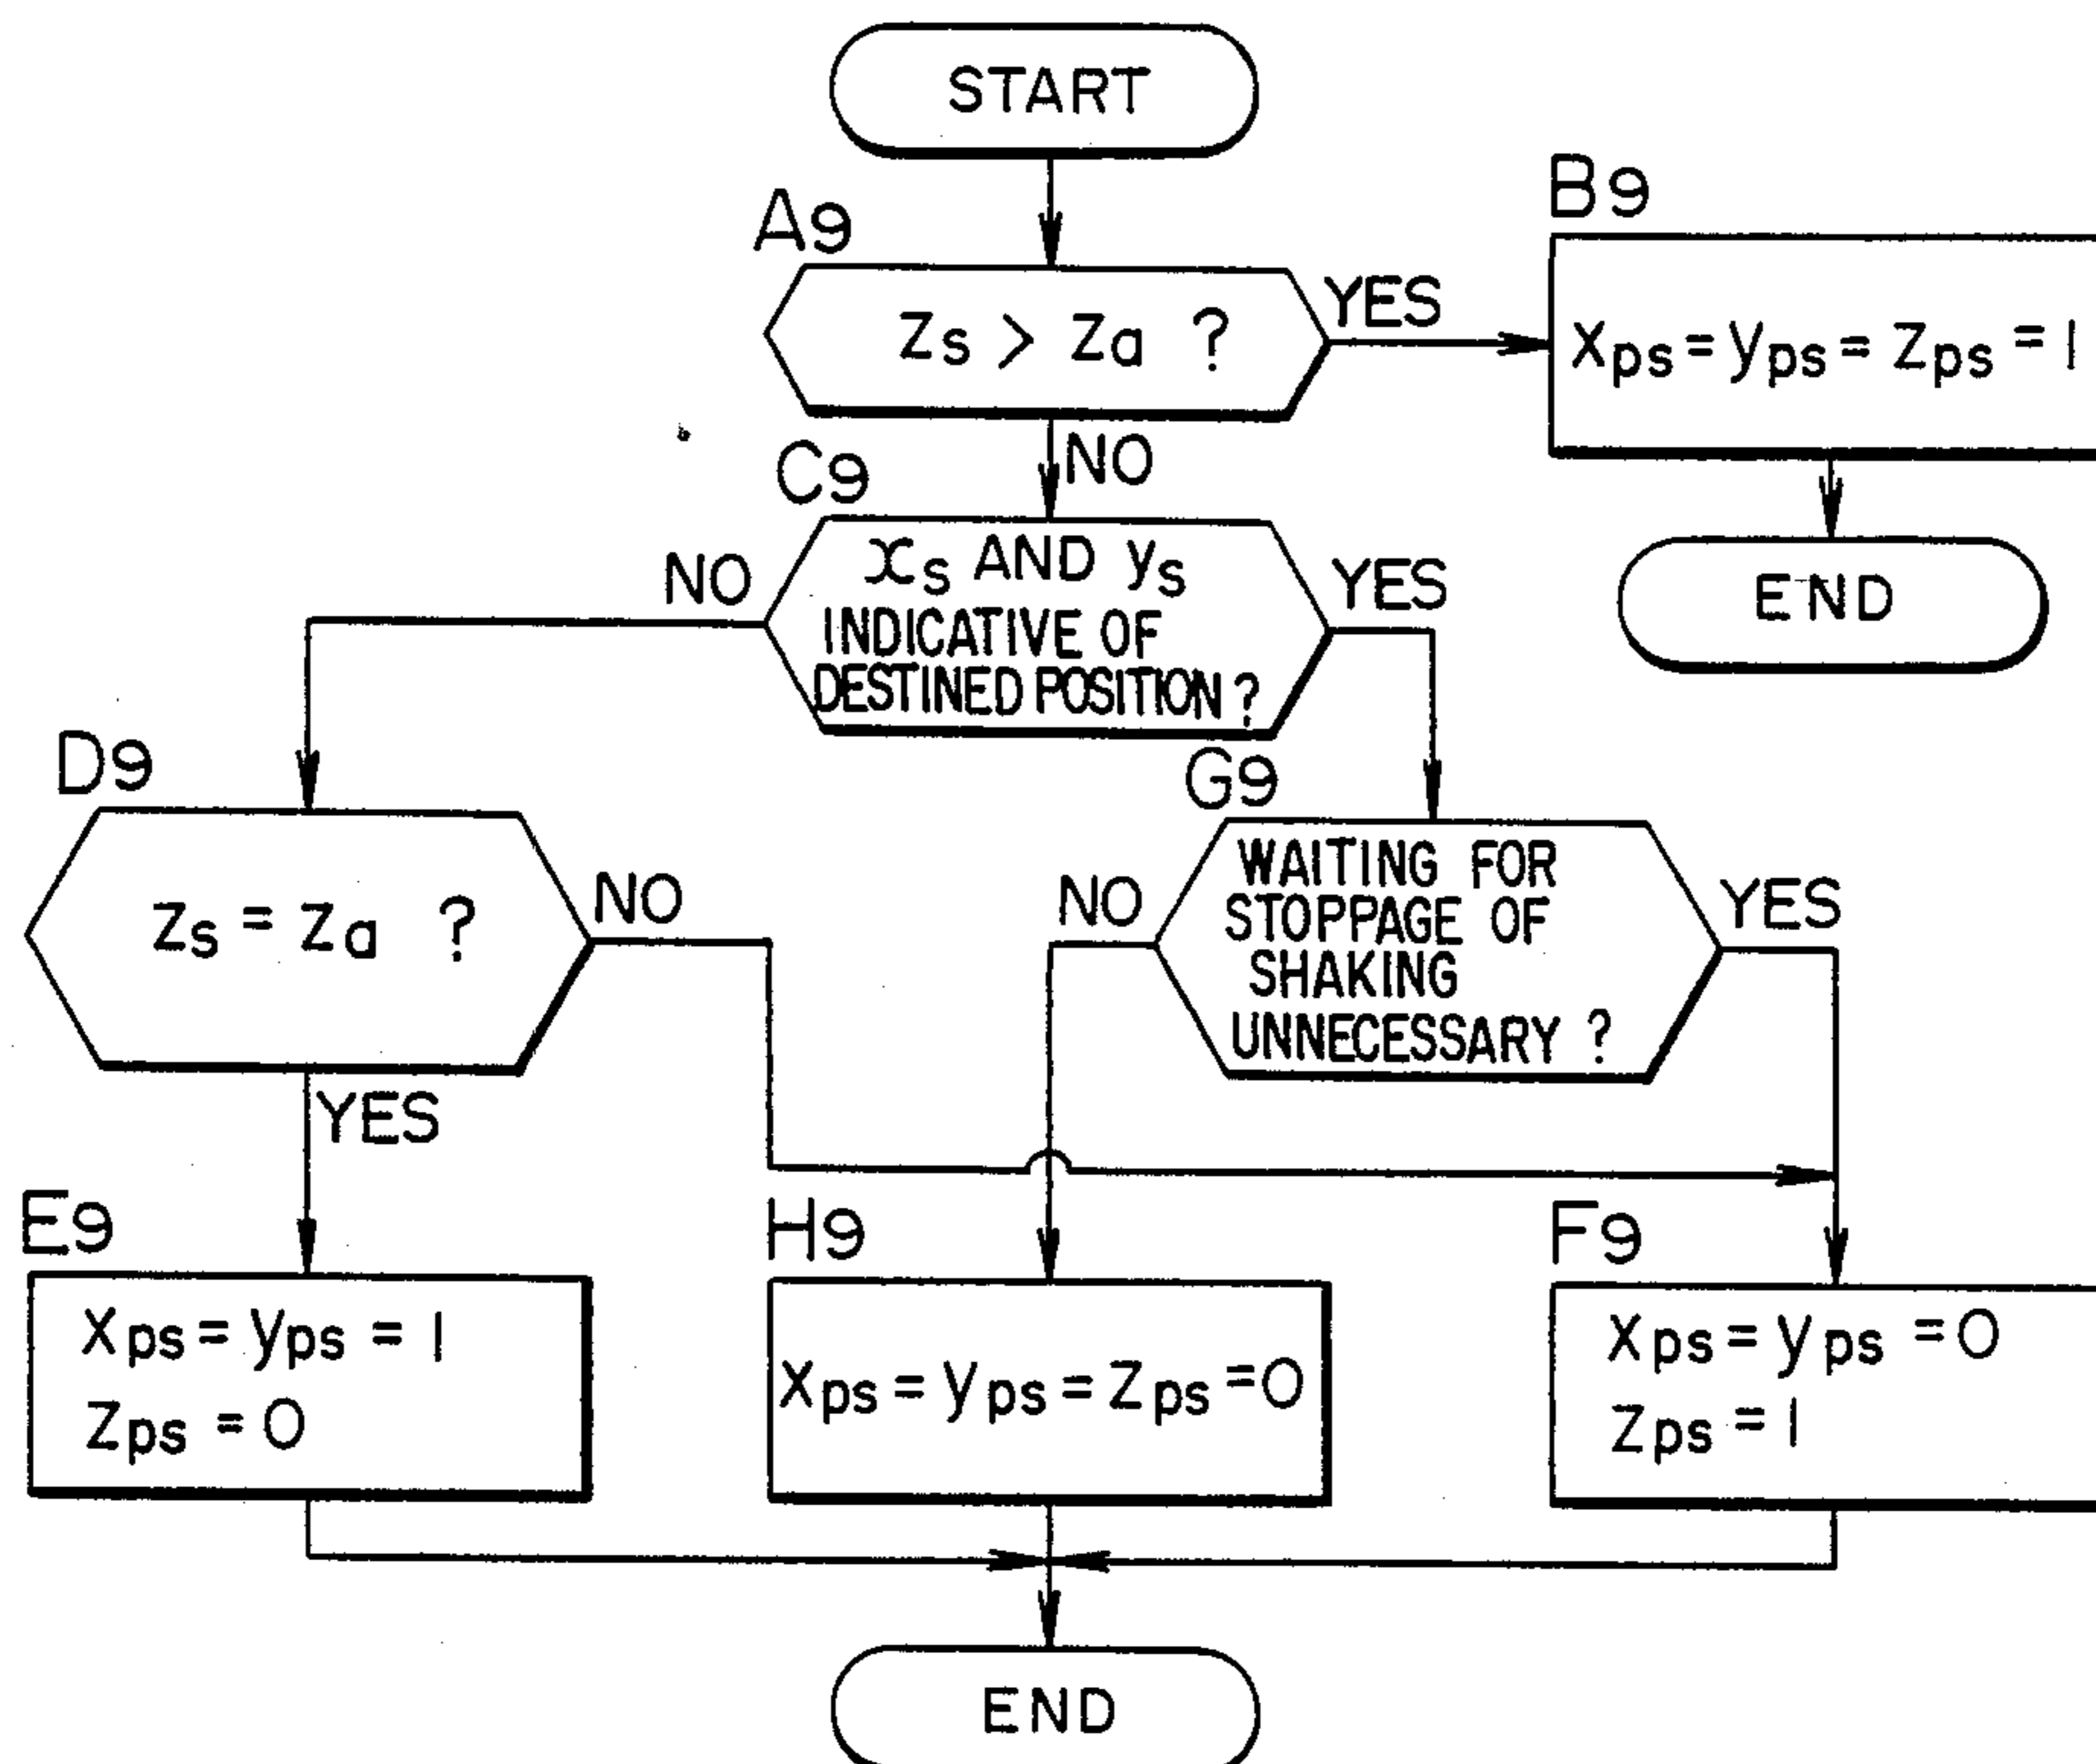 START
A9
B9
Zs > Za ?
YES
Xps = Yps = Zps = 1
NO
C9
END
NO
xs AND ys
INDICATIVE OF
DESTINED POSITION ?
YES
D9
G9
Zs = Za ?
NO
NO
WAITING FOR
STOPPAGE OF
SHAKING
UNNECESSARY ?
YES
YES
E9
H9
F9
Xps = Yps = 1
Zps = 0
Xps = Yps = Zps = 0
Xps = Yps = 0
Zps = 1
END